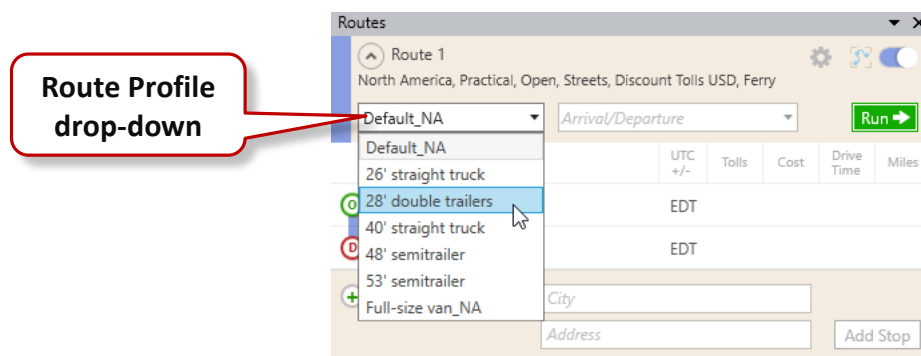 Routes
Route Profile
drop-down
Route 1
North America, Practical, Open, Streets, Discount Tolls USD, Ferry
Default_NA
Arrival/Departure
Run
Default_NA
26' straight truck
28' double trailers
40' straight truck
48' semitrailer
53' semitrailer
Full-size van_NA
UTC
+/-
Tolls
Cost
Drive
Time
Miles
O
EDT
D
EDT
City
Address
Add Stop